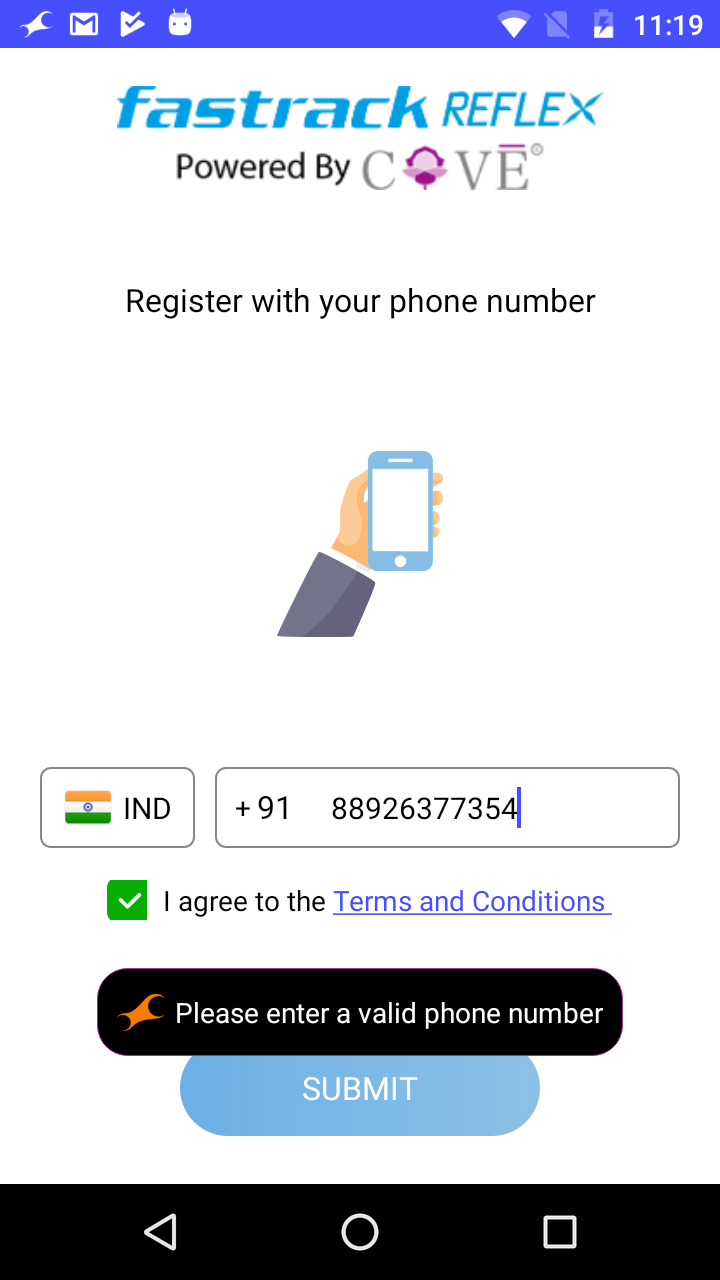 11:19
fastrack REFLEX
Powered By COVĒ®
Register with your phone number
IND
+ 91 88926377354
I agree to the Terms and Conditions
Please enter a valid phone number
SUBMIT